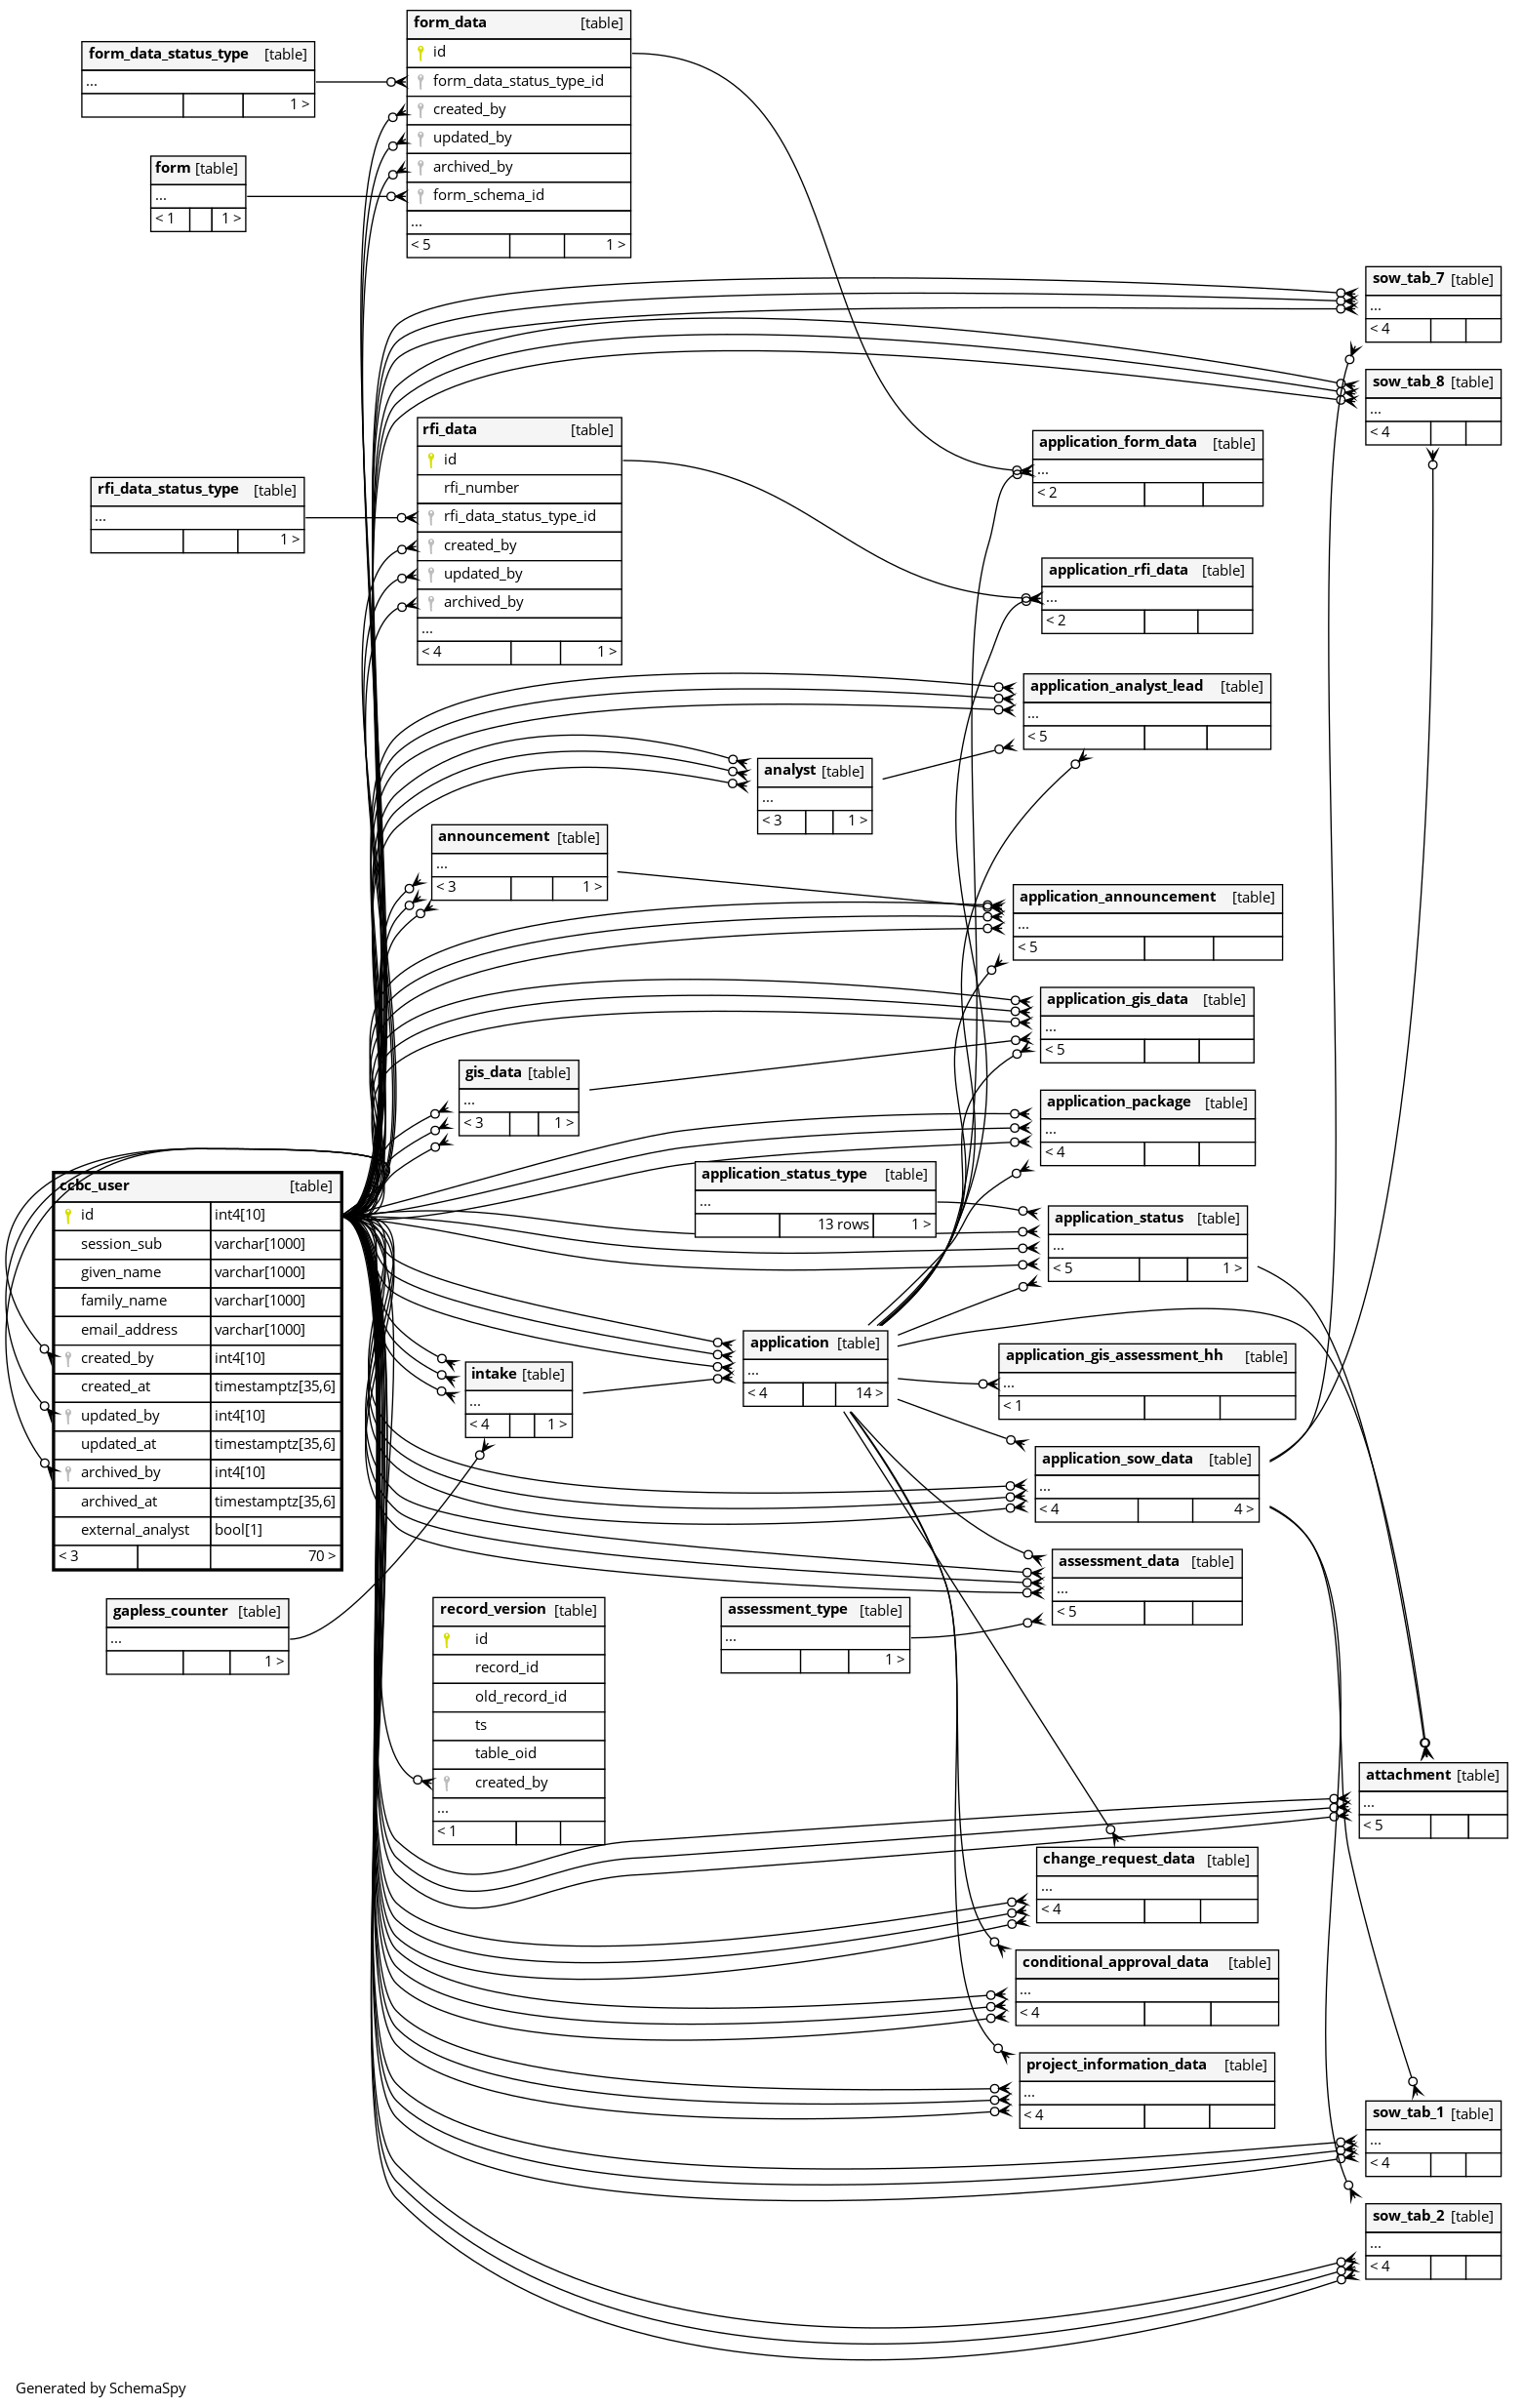 form_data [table]
id
form_data_status_type_id
created_by
updated_by
archived_by
form_schema_id
...
< 5 1 >
form_data_status_type [table]
...
1 >
form [table]
...
< 1 1 >
sow_tab_7 [table]
...
< 4
sow_tab_8 [table]
...
< 4
rfi_data [table]
id
rfi_number
rfi_data_status_type_id
created_by
updated_by
archived_by
...
< 4 1 >
application_form_data [table]
...
< 2
rfi_data_status_type [table]
...
1 >
application_rfi_data [table]
...
< 2
application_analyst_lead [table]
...
< 5
analyst [table]
...
< 3 1 >
announcement [table]
...
< 3 1 >
application_announcement [table]
...
< 5
application_gis_data [table]
...
< 5
gis_data [table]
...
< 3 1 >
application_package [table]
...
< 4
application_status_type [table]
...
13 rows 1 >
ccbc_user [table]
id int4[10]
session_sub varchar[1000]
given_name varchar[1000]
family_name varchar[1000]
email_address varchar[1000]
created_by int4[10]
created_at timestamptz[35,6]
updated_by int4[10]
updated_at timestamptz[35,6]
archived_by int4[10]
archived_at timestamptz[35,6]
external_analyst bool[1]
< 3 70 >
application_status [table]
...
< 5 1 >
application [table]
...
< 4 14 >
application_gis_assessment_hh [table]
...
< 1
intake [table]
...
< 4 1 >
application_sow_data [table]
...
< 4 4 >
assessment_data [table]
...
< 5
gapless_counter [table]
...
1 >
record_version [table]
id
record_id
old_record_id
ts
table_oid
created_by
...
< 1
assessment_type [table]
...
1 >
attachment [table]
...
< 5
change_request_data [table]
...
< 4
conditional_approval_data [table]
...
< 4
project_information_data [table]
...
< 4
sow_tab_1 [table]
...
< 4
sow_tab_2 [table]
...
< 4
Generated by SchemaSpy